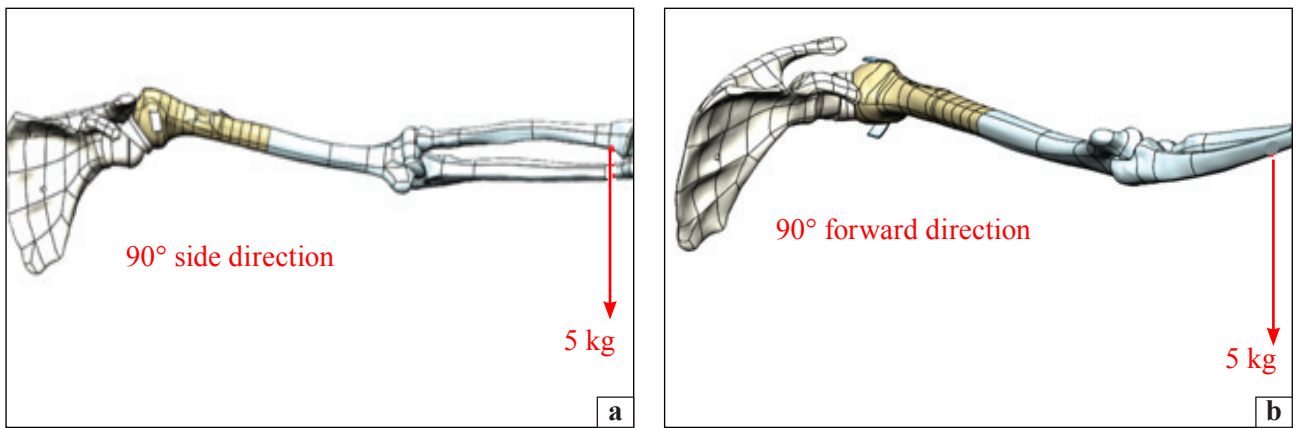 90° side direction
5 kg
a
90° forward direction
5 kg
b